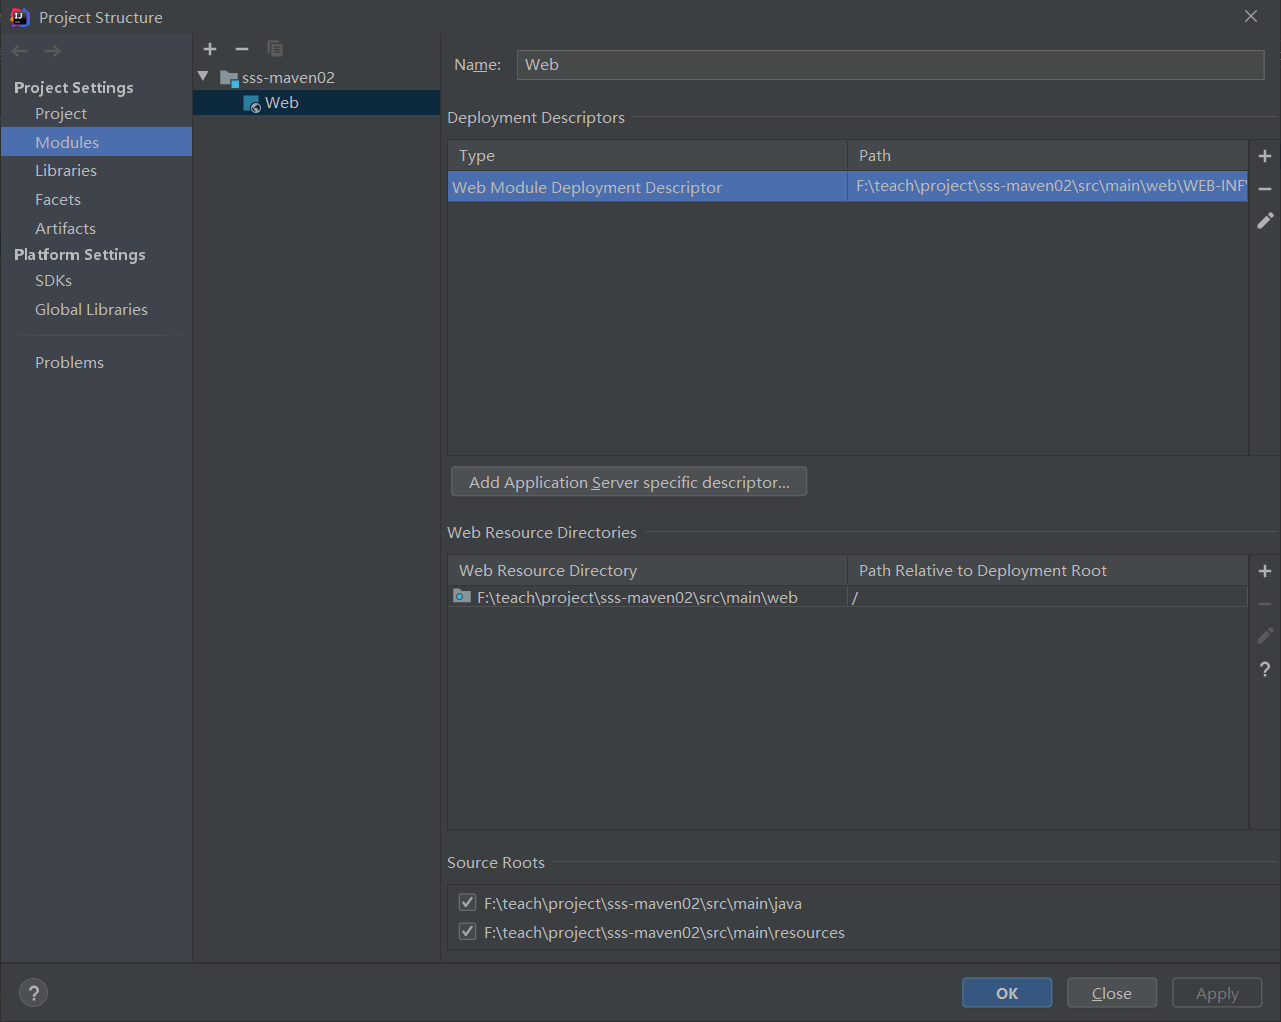 Project Structure
Project Settings
Project
Modules
Libraries
Facets
Artifacts
Platform Settings
SDKs
Global Libraries
Problems
sss-maven02
Web
Name: Web
Deployment Descriptors
Type Path
Web Module Deployment Descriptor F:\teach\project\sss-maven02\src\main\web\WEB-INF\
Add Application Server specific descriptor...
Web Resource Directories
Web Resource Directory Path Relative to Deployment Root
F:\teach\project\sss-maven02\src\main\web /
Source Roots
F:\teach\project\sss-maven02\src\main\java
F:\teach\project\sss-maven02\src\main\resources
? OK Close Apply